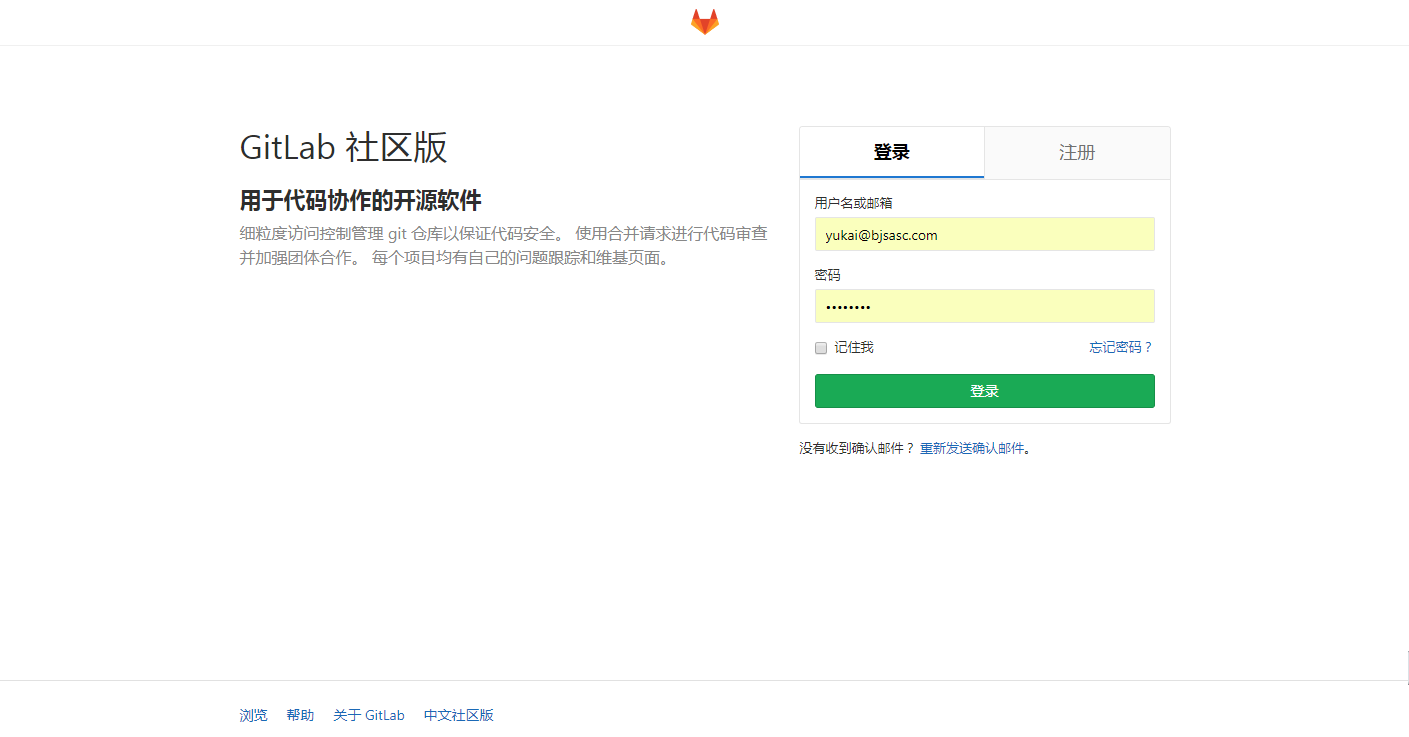 GitLab 社区版
用于代码协作的开源软件
细粒度访问控制管理 git 仓库以保证代码安全。 使用合并请求进行代码审查
并加强团体合作。 每个项目均有自己的问题跟踪和维基页面。
登录 注册
用户名或邮箱
yukai@bjsasc.com
密码
••••••••
记住我 忘记密码？
登录
没有收到确认邮件？ 重新发送确认邮件。
浏览 帮助 关于 GitLab 中文社区版